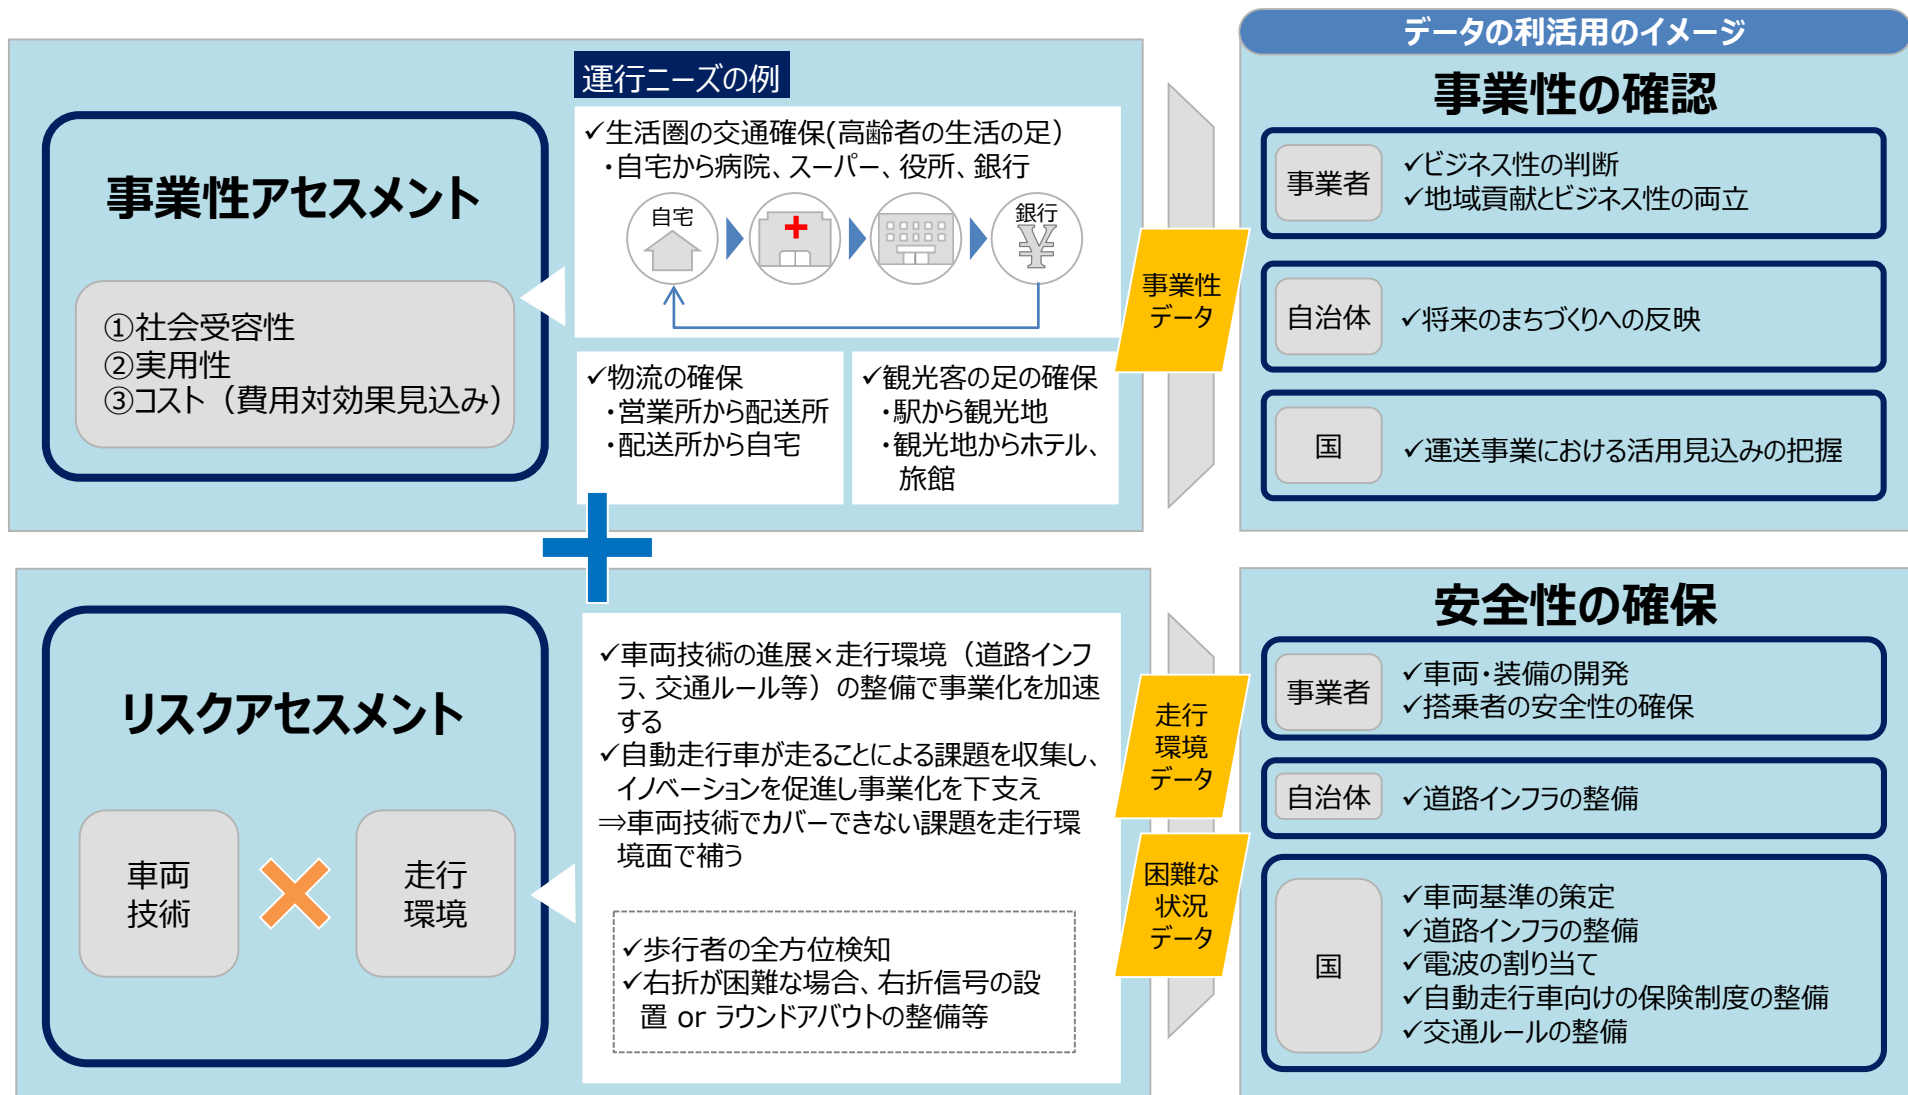 データの利活用のイメージ
運行ニーズの例
事業性アセスメント
①社会受容性
②実用性
③コスト（費用対効果見込み）
✓生活圏の交通確保(高齢者の生活の足）
・自宅から病院、スーパー、役所、銀行
自宅
銀行
¥
✓物流の確保
・営業所から配送所
・配送所から自宅
✓観光客の足の確保
・駅から観光地
・観光地からホテル、
旅館
事業性
データ
事業性の確認
事業者
✓ビジネス性の判断
✓地域貢献とビジネス性の両立
自治体
✓将来のまちづくりへの反映
国
✓運送事業における活用見込みの把握
リスクアセスメント
車両
技術
走行
環境
✓車両技術の進展×走行環境（道路インフ
ラ、交通ルール等）の整備で事業化を加速
する
✓自動走行車が走ることによる課題を収集し、
イノベーションを促進し事業化を下支え
⇒車両技術でカバーできない課題を走行環
境面で補う
✓歩行者の全方位検知
✓右折が困難な場合、右折信号の設
置 or ラウンドアバウトの整備等
走行
環境
データ
困難な
状況
データ
安全性の確保
事業者
✓車両・装備の開発
✓搭乗者の安全性の確保
自治体
✓道路インフラの整備
国
✓車両基準の策定
✓道路インフラの整備
✓電波の割り当て
✓自動走行車向けの保険制度の整備
✓交通ルールの整備